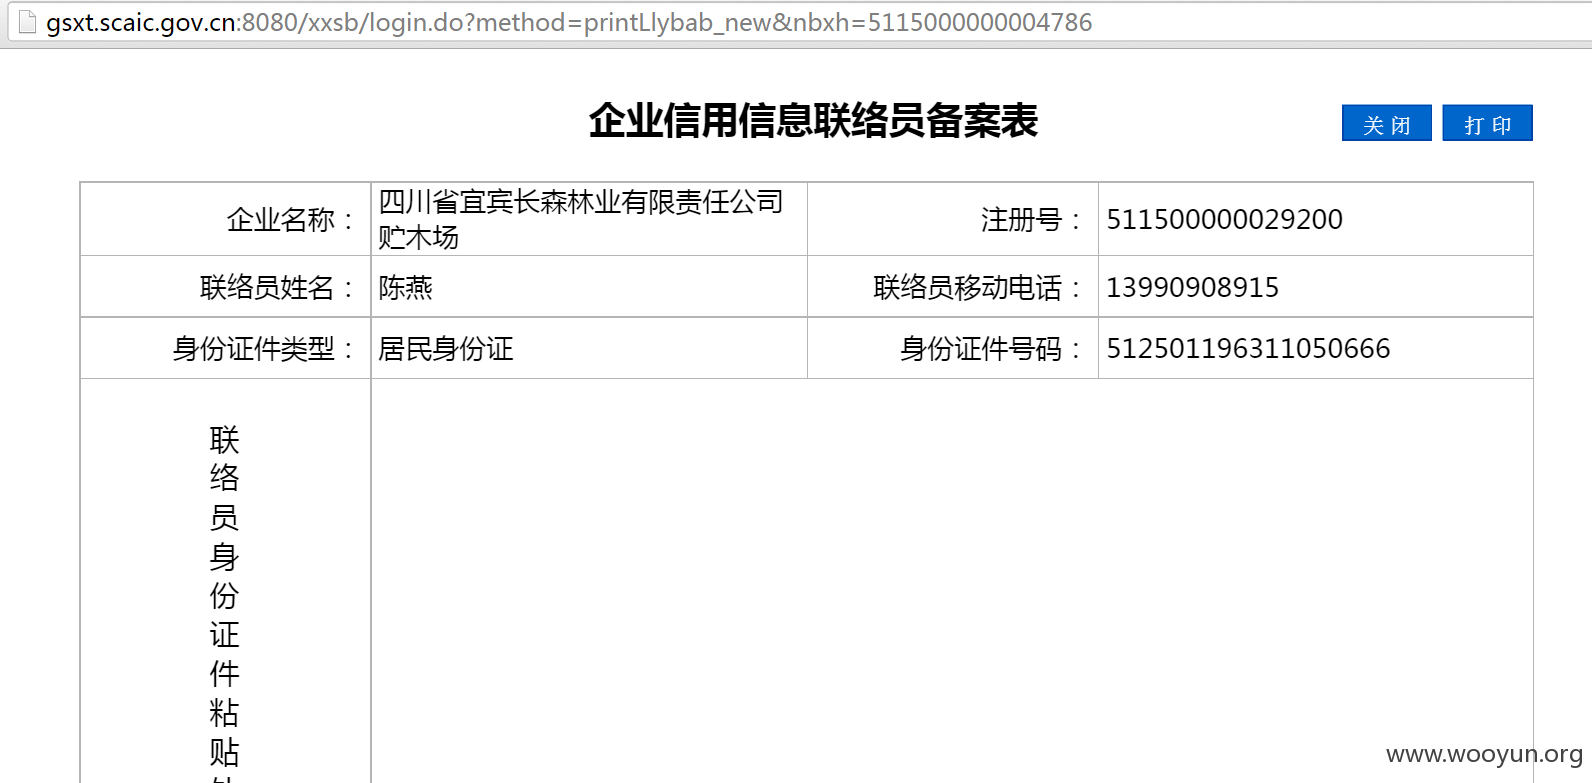 gsxt.scaic.gov.cn:8080/xxsb/login.do?method=printLlybab_new&nbxh=5115000000004786
企业信用信息联络员备案表
关 闭
打 印
企业名称：
四川省宜宾长森林业有限责任公司
贮木场
注册号：
511500000029200
联络员姓名：
陈燕
联络员移动电话：
13990908915
身份证件类型：
居民身份证
身份证件号码：
512501196311050666
联
络
员
身
份
证
件
粘
贴
www.wooyun.org